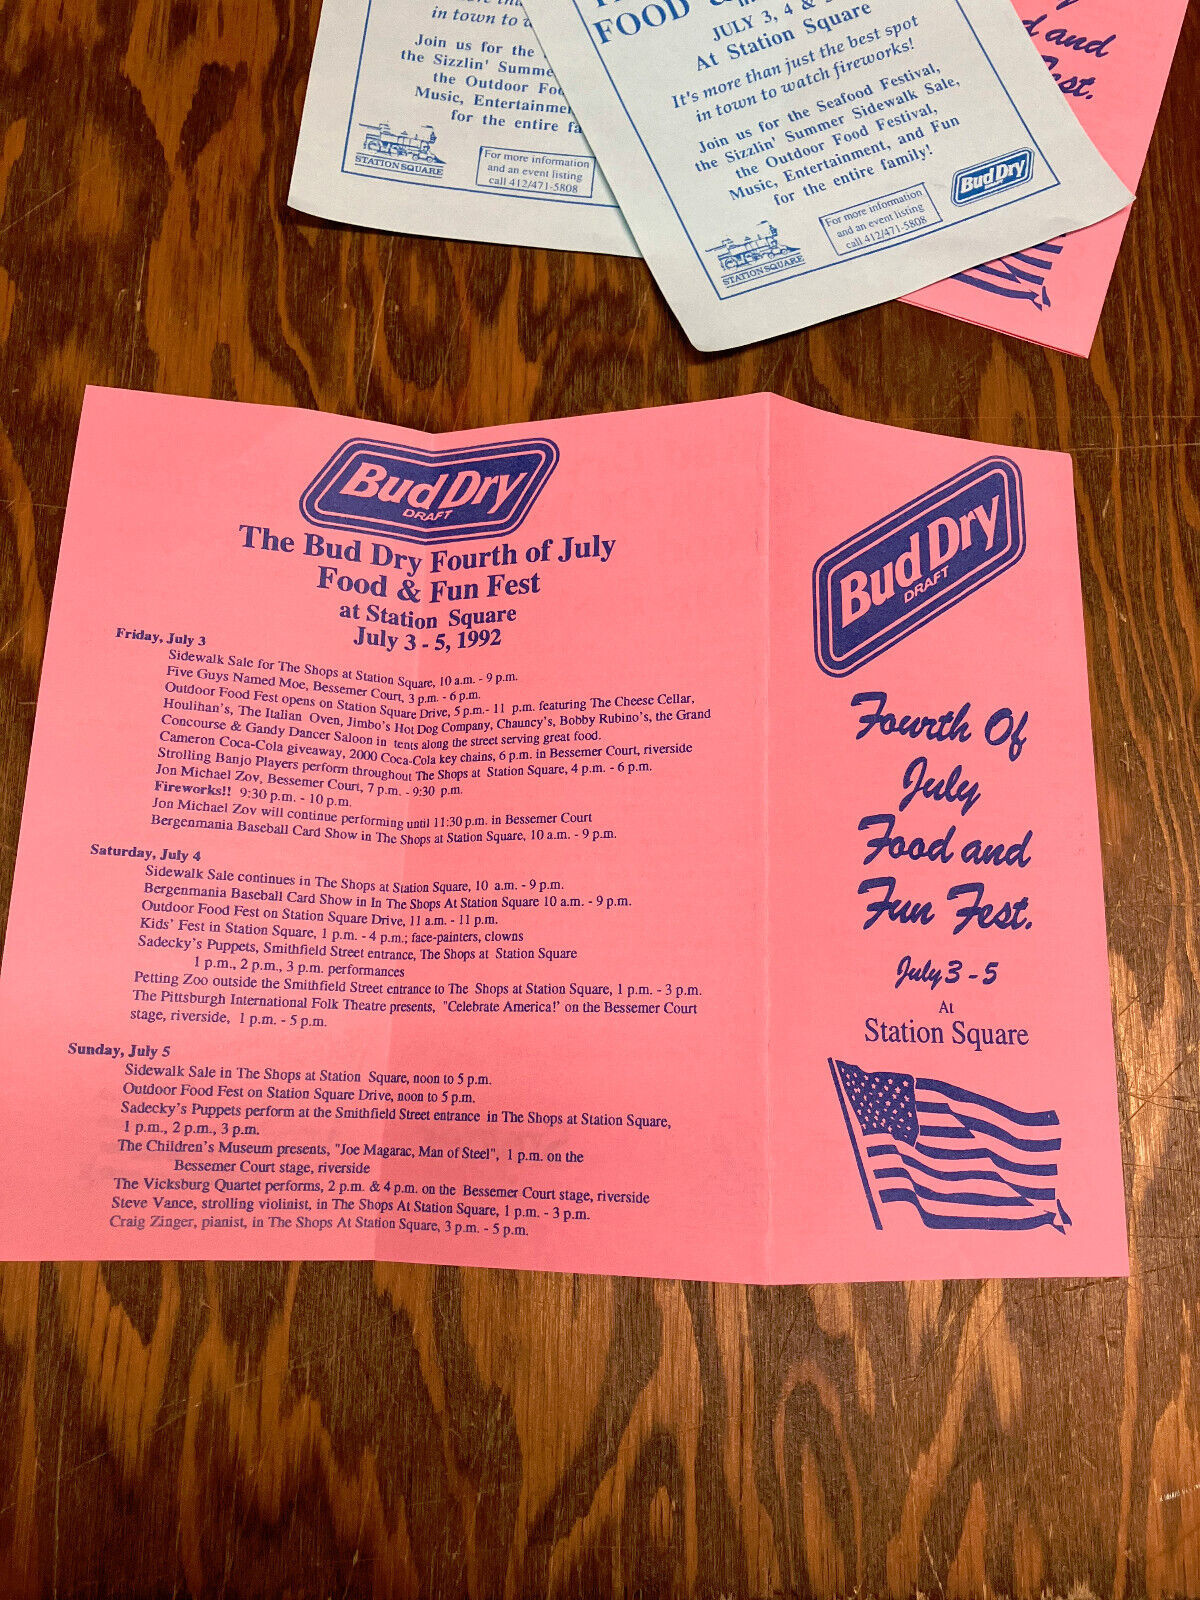 in town to
Join us for the
the Sizzlin' Summe
the Outdoor Foo
Music, Entertainme
for the entire fa
STATION SQUARE
For more information
and an event listing
call 412/471-5808
FOOD &
JULY 3, 4 &
At Station Square
It's more than just the best spot
in town to watch fireworks!
Join us for the Seafood Festival,
the Sizzlin' Summer Sidewalk Sale,
the Outdoor Food Festival,
Music, Entertainment, and Fun
for the entire family!
STATION SQUARE
For more information
and an event listing
call 412/471-5808
Bud Dry
d and
est.
Bud Dry
DRAFT
The Bud Dry Fourth of July
Food & Fun Fest
at Station Square
July 3 - 5, 1992
Friday, July 3
Sidewalk Sale for The Shops at Station Square, 10 a.m. - 9 p.m.
Five Guys Named Moe, Bessemer Court, 3 p.m. - 6 p.m.
Outdoor Food Fest opens on Station Square Drive, 5 p.m.- 11 p.m. featuring The Cheese Cellar,
Houlihan's, The Italian Oven, Jimbo's Hot Dog Company, Chauncy's, Bobby Rubino's, the Grand
Concourse & Gandy Dancer Saloon in tents along the street serving great food.
Cameron Coca-Cola giveaway, 2000 Coca-Cola key chains, 6 p.m. in Bessemer Court, riverside
Strolling Banjo Players perform throughout The Shops at Station Square, 4 p.m. - 6 p.m.
Jon Michael Zov, Bessemer Court, 7 p.m. - 9:30 p.m.
Fireworks!! 9:30 p.m. - 10 p.m.
Jon Michael Zov will continue performing until 11:30 p.m. in Bessemer Court
Bergenmania Baseball Card Show in The Shops at Station Square, 10 a.m. - 9 p.m.
Saturday, July 4
Sidewalk Sale continues in The Shops at Station Square, 10 a.m. - 9 p.m.
Bergenmania Baseball Card Show in In The Shops At Station Square 10 a.m. - 9 p.m.
Outdoor Food Fest on Station Square Drive, 11 a.m. - 11 p.m.
Kids' Fest in Station Square, 1 p.m. - 4 p.m.; face-painters, clowns
Sadecky's Puppets, Smithfield Street entrance, The Shops at Station Square
1 p.m., 2 p.m., 3 p.m. performances
Petting Zoo outside the Smithfield Street entrance to The Shops at Station Square, 1 p.m. - 3 p.m.
The Pittsburgh International Folk Theatre presents, "Celebrate America!' on the Bessemer Court
stage, riverside, 1 p.m. - 5 p.m.
Sunday, July 5
Sidewalk Sale in The Shops at Station Square, noon to 5 p.m.
Outdoor Food Fest on Station Square Drive, noon to 5 p.m.
Sadecky's Puppets perform at the Smithfield Street entrance in The Shops at Station Square,
1 p.m., 2 p.m., 3 p.m.
The Children's Museum presents, "Joe Magarac, Man of Steel", 1 p.m. on the
Bessemer Court stage, riverside
The Vicksburg Quartet performs, 2 p.m. & 4 p.m. on the Bessemer Court stage, riverside
Steve Vance, strolling violinist, in The Shops At Station Square, 1 p.m. - 3 p.m.
Craig Zinger, pianist, in The Shops At Station Square, 3 p.m. - 5 p.m.
Bud Dry
DRAFT
Fourth Of
July
Food and
Fun Fest.
July 3 - 5
At
Station Square